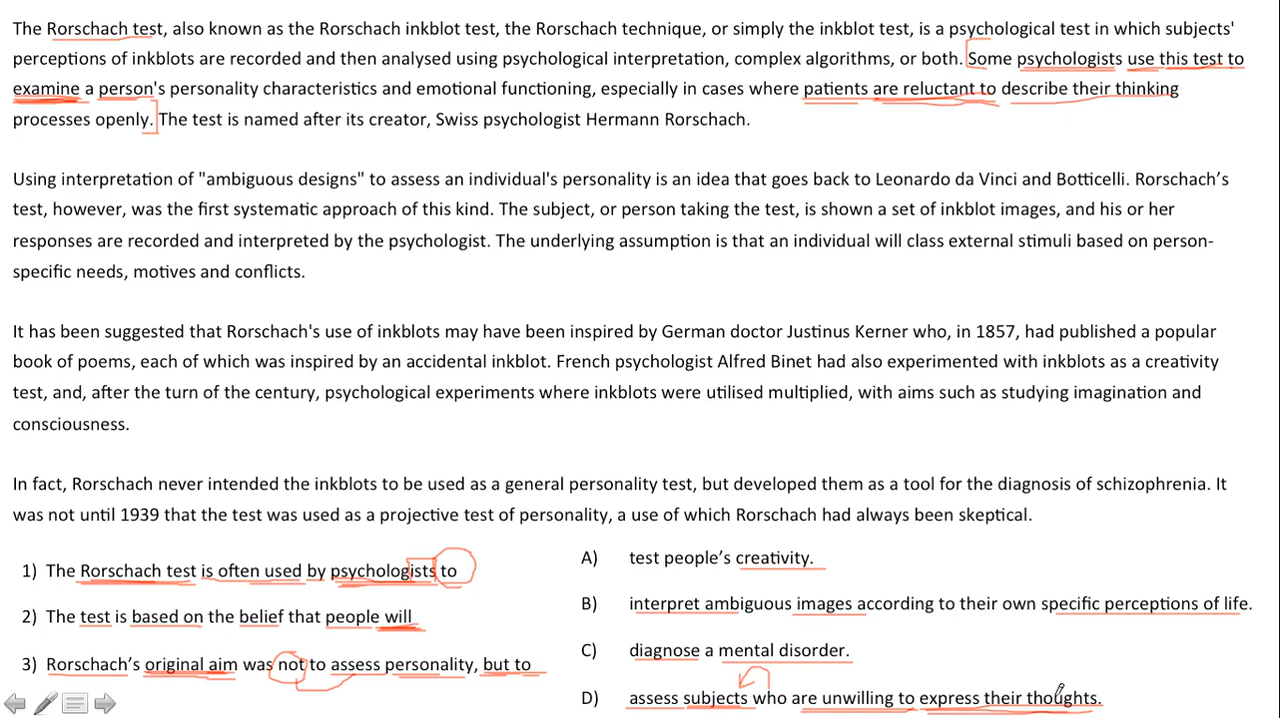 The Rorschach test, also known as the Rorschach inkblot test, the Rorschach technique, or simply the inkblot test, is a psychological test in which subjects'
perceptions of inkblots are recorded and then analysed using psychological interpretation, complex algorithms, or both. Some psychologists use this test to
examine a person's personality characteristics and emotional functioning, especially in cases where patients are reluctant to describe their thinking
processes openly. The test is named after its creator, Swiss psychologist Hermann Rorschach.
Using interpretation of "ambiguous designs" to assess an individual's personality is an idea that goes back to Leonardo da Vinci and Botticelli. Rorschach’s
test, however, was the first systematic approach of this kind. The subject, or person taking the test, is shown a set of inkblot images, and his or her
responses are recorded and interpreted by the psychologist. The underlying assumption is that an individual will class external stimuli based on person-
specific needs, motives and conflicts.
It has been suggested that Rorschach's use of inkblots may have been inspired by German doctor Justinus Kerner who, in 1857, had published a popular
book of poems, each of which was inspired by an accidental inkblot. French psychologist Alfred Binet had also experimented with inkblots as a creativity
test, and, after the turn of the century, psychological experiments where inkblots were utilised multiplied, with aims such as studying imagination and
consciousness.
In fact, Rorschach never intended the inkblots to be used as a general personality test, but developed them as a tool for the diagnosis of schizophrenia. It
was not until 1939 that the test was used as a projective test of personality, a use of which Rorschach had always been skeptical.
1) The Rorschach test is often used by psychologists to
2) The test is based on the belief that people will
3) Rorschach’s original aim was not to assess personality, but to
A) test people’s creativity.
B) interpret ambiguous images according to their own specific perceptions of life.
C) diagnose a mental disorder.
D) assess subjects who are unwilling to express their thoughts.